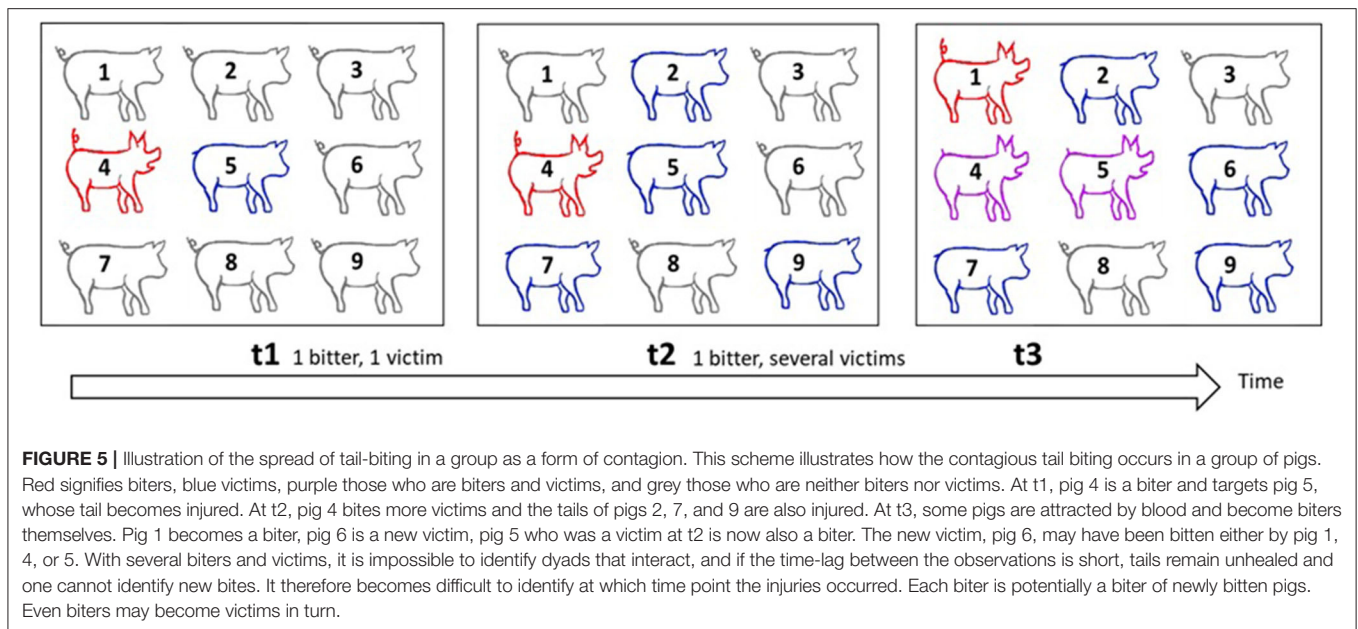 1 2 3
4 5 6
7 8 9
1 2 3
4 5 6
7 8 9
1 2 3
4 5 6
7 8 9
t1 1 bitter, 1 victim
t2 1 bitter, several victims
t3
Time
FIGURE 5 | Illustration of the spread of tail-biting in a group as a form of contagion. This scheme illustrates how the contagious tail biting occurs in a group of pigs.
Red signifies biters, blue victims, purple those who are biters and victims, and grey those who are neither biters nor victims. At t1, pig 4 is a biter and targets pig 5,
whose tail becomes injured. At t2, pig 4 bites more victims and the tails of pigs 2, 7, and 9 are also injured. At t3, some pigs are attracted by blood and become biters
themselves. Pig 1 becomes a biter, pig 6 is a new victim, pig 5 who was a victim at t2 is now also a biter. The new victim, pig 6, may have been bitten either by pig 1,
4, or 5. With several biters and victims, it is impossible to identify dyads that interact, and if the time-lag between the observations is short, tails remain unhealed and
one cannot identify new bites. It therefore becomes difficult to identify at which time point the injuries occurred. Each biter is potentially a biter of newly bitten pigs.
Even biters may become victims in turn.